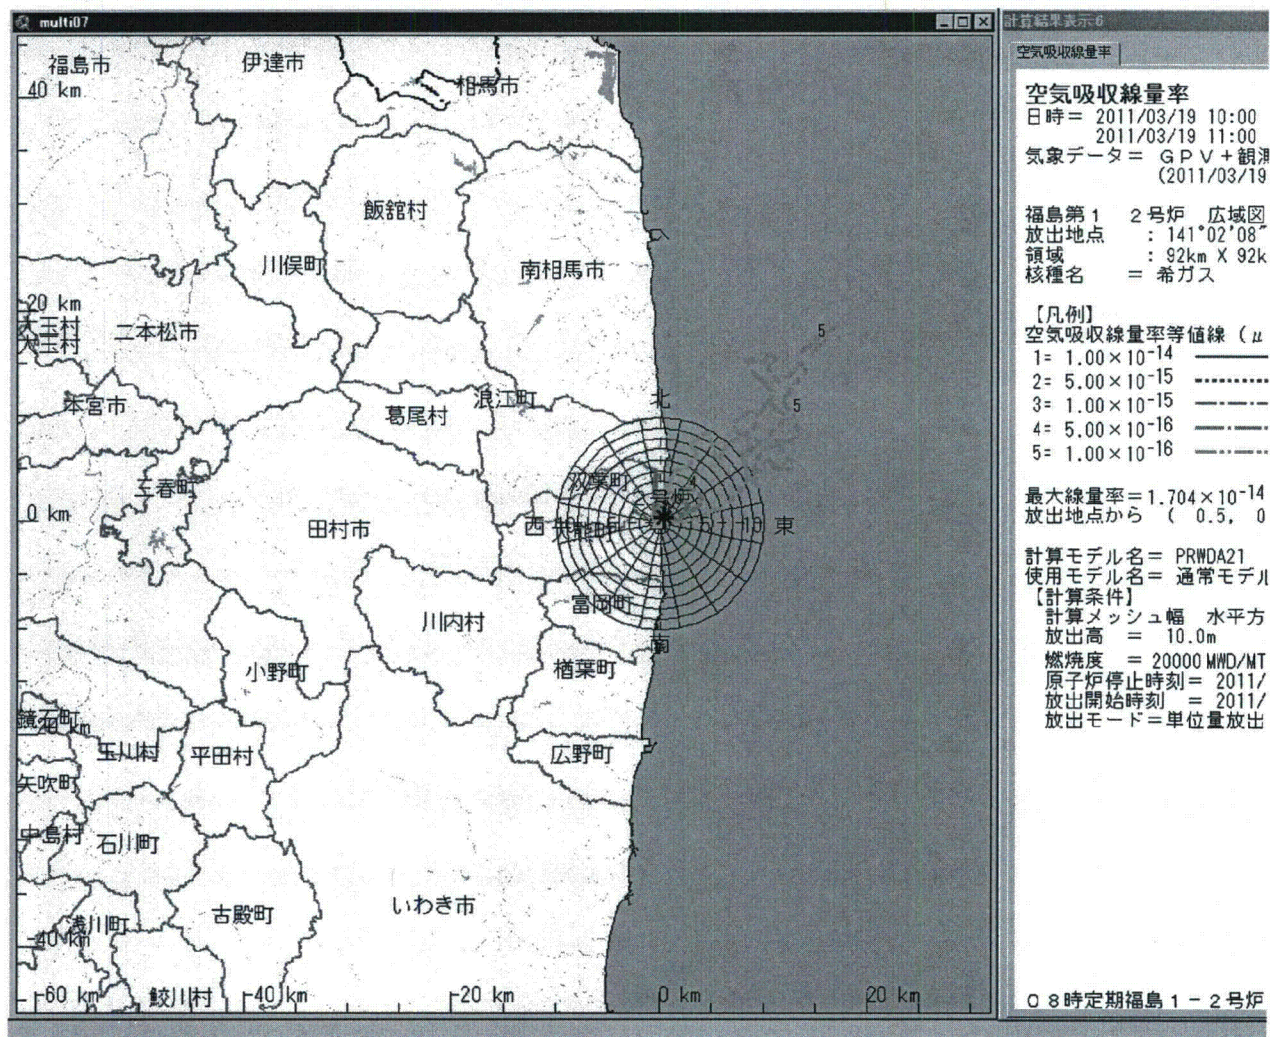 multi07
福島市
伊達市
相馬市
40 km
飯舘村
川俣町
南相馬市
20 km
大玉村
大玉村
二本松市
5
本宮市
葛尾村
浪江町
北
5
三春町
双葉町
4
0 km
田村市
西
大熊町
東
富岡町
川内村
南
小野町
楢葉町
鏡石町
玉川村
平田村
広野町
矢吹町
中島村
石川町
いわき市
古殿町
浅川町
-40 km
鮫川村
-60 km
-40 km
-20 km
0 km
20 km
計算結果表示:6
空気吸収線量率
空気吸収線量率
日時= 2011/03/19 10:00
2011/03/19 11:00
気象データ= GPV+観測
(2011/03/19
福島第1 2号炉 広域図
放出地点 : 141°02'08"
領域 : 92km X 92k
核種名 = 希ガス
【凡例】
空気吸収線量率等値線 (μ
1= 1.00×10-14
2= 5.00×10-15
3= 1.00×10-15
4= 5.00×10-16
5= 1.00×10-16
最大線量率=1.704×10-14
放出地点から ( 0.5, 0
計算モデル名= PRWDA21
使用モデル名= 通常モデル
【計算条件】
計算メッシュ幅 水平方
放出高 = 10.0m
燃焼度 = 20000MWD/MT
原子炉停止時刻= 2011/
放出開始時刻 = 2011/
放出モード=単位量放出
08時定期福島1-2号炉